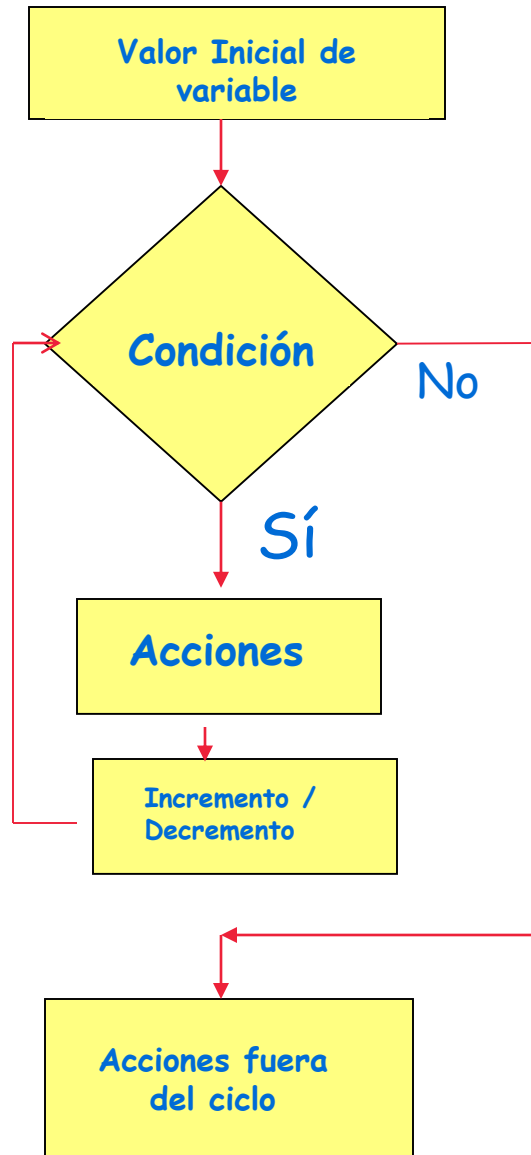 Valor Inicial de
variable
Condición
No
Sí
Acciones
Incremento /
Decremento
Acciones fuera
del ciclo